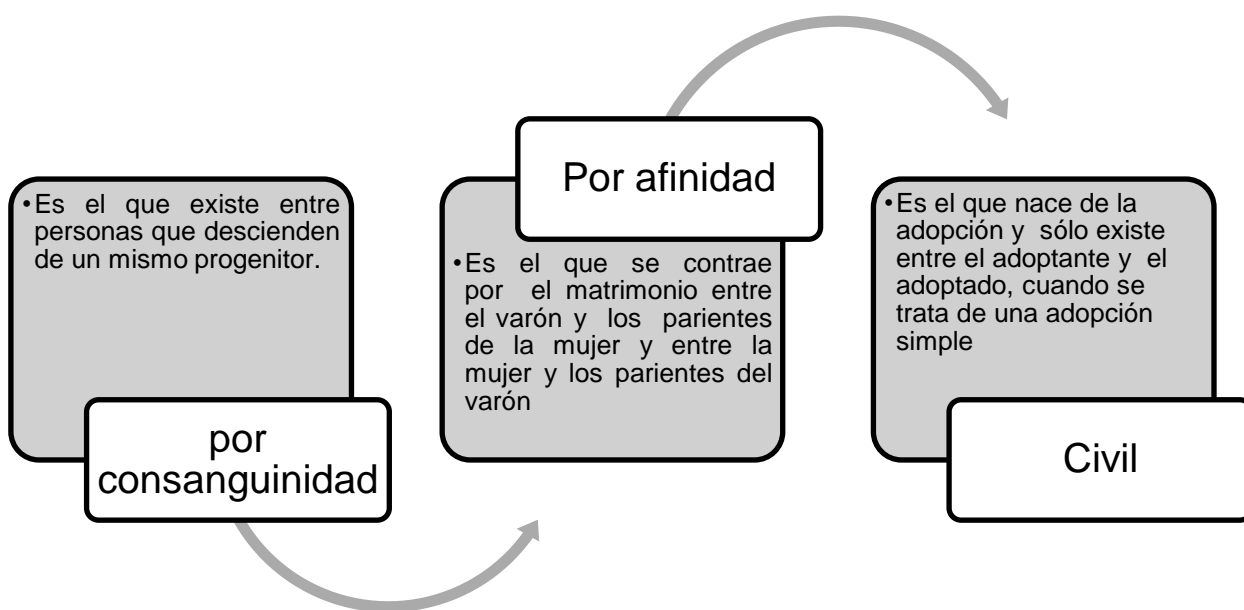 •Es el que existe entre
personas que descienden
de un mismo progenitor.
por
consanguinidad
Por afinidad
•Es el que se contrae
por el matrimonio entre
el varón y los parientes
de la mujer y entre la
mujer y los parientes del
varón
•Es el que nace de la
adopción y sólo existe
entre el adoptante y el
adoptado, cuando se
trata de una adopción
simple
Civil